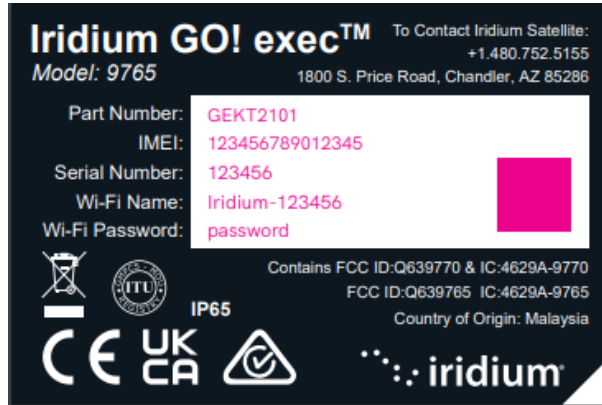 Iridium GO! exec™
Model: 9765
To Contact Iridium Satellite:
+1.480.752.5155
1800 S. Price Road, Chandler, AZ 85286
Part Number: GEKT2101
IMEI: 123456789012345
Serial Number: 123456
Wi-Fi Name: Iridium-123456
Wi-Fi Password: password
Contains FCC ID:Q639770 & IC:4629A-9770
FCC ID:Q639765 IC:4629A-9765
Country of Origin: Malaysia
GMPCS-MOU
ITU
REGISTRY
IP65
CE
UK
CA
iridium